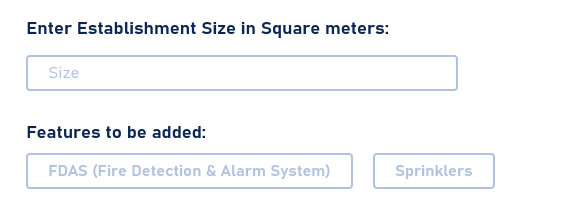 Enter Establishment Size in Square meters:
Size
Features to be added:
FDAS (Fire Detection & Alarm System) Sprinklers